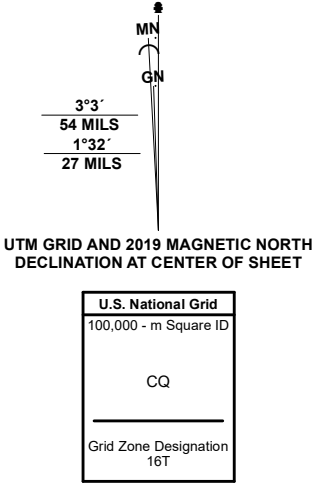 MN
GN
3°3´
54 MILS
1°32´
27 MILS
UTM GRID AND 2019 MAGNETIC NORTH
DECLINATION AT CENTER OF SHEET
U.S. National Grid
100,000 - m Square ID
CQ
Grid Zone Designation
16T